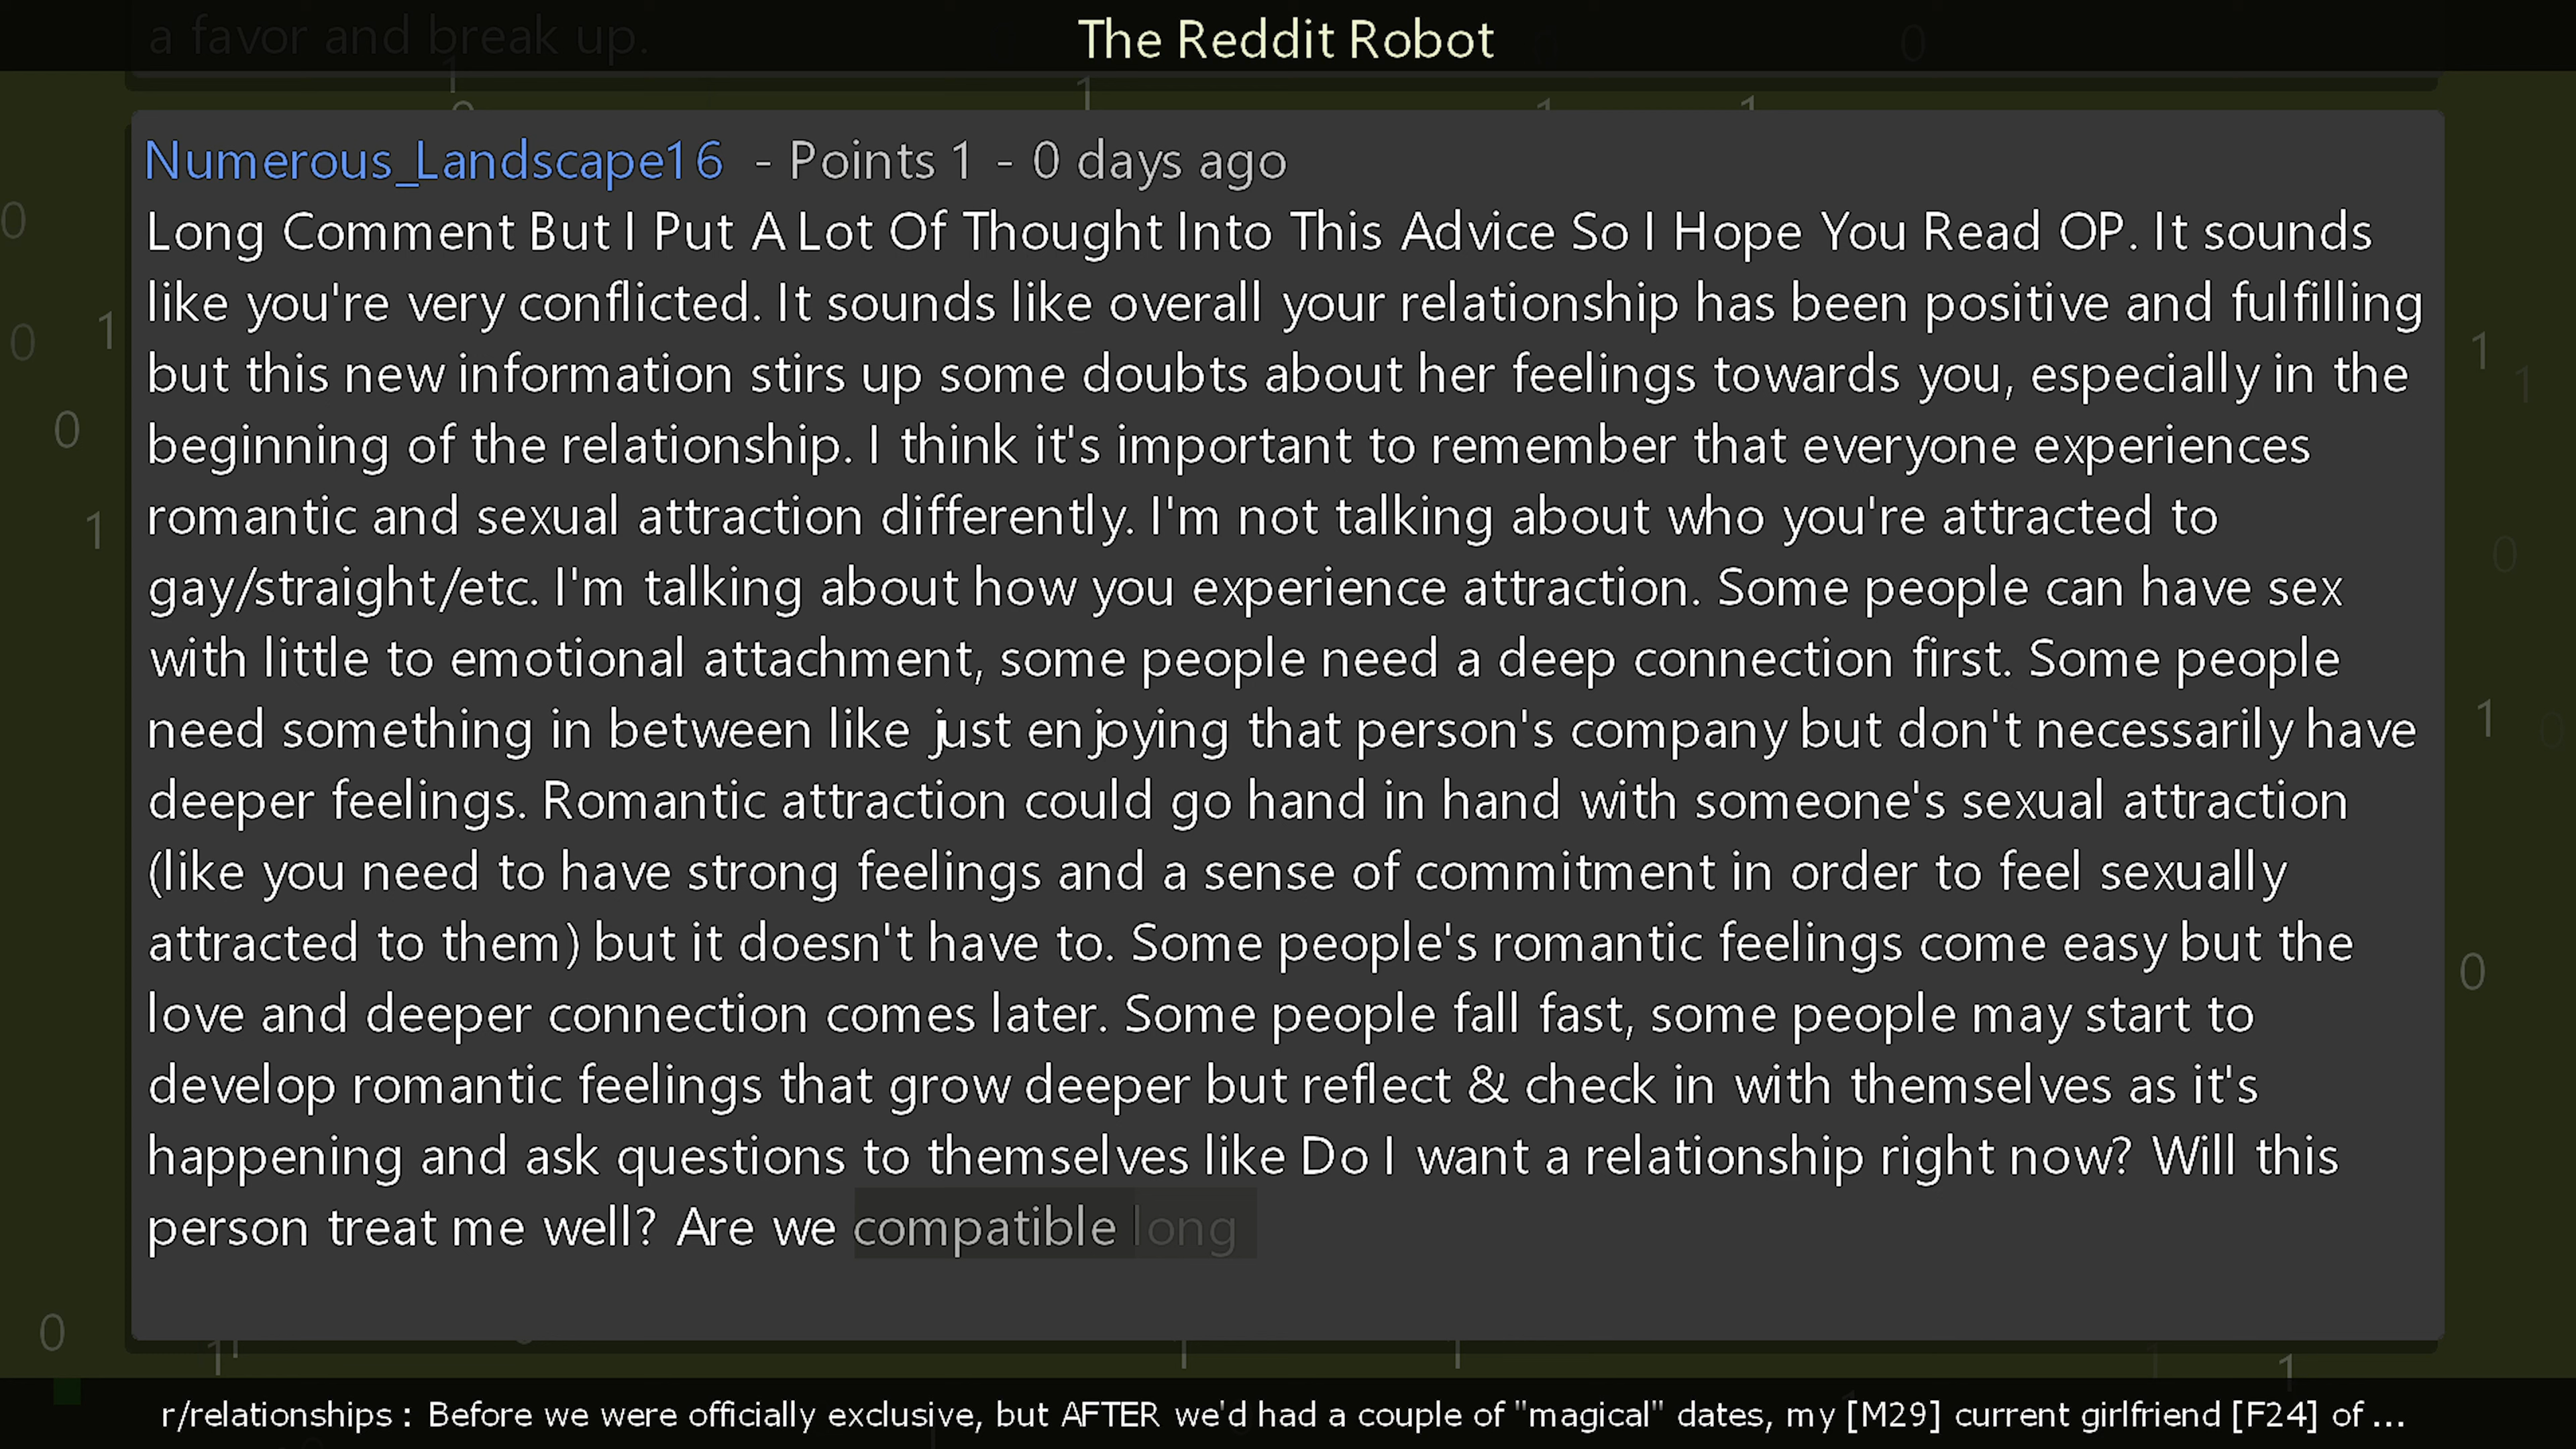 a favor and break up.
The Reddit Robot
Numerous_Landscape16 - Points 1 - 0 days ago
Long Comment But I Put A Lot Of Thought Into This Advice So I Hope You Read OP. It sounds
like you're very conflicted. It sounds like overall your relationship has been positive and fulfilling
but this new information stirs up some doubts about her feelings towards you, especially in the
beginning of the relationship. I think it's important to remember that everyone experiences
romantic and sexual attraction differently. I'm not talking about who you're attracted to
gay/straight/etc. I'm talking about how you experience attraction. Some people can have sex
with little to emotional attachment, some people need a deep connection first. Some people
need something in between like just enjoying that person's company but don't necessarily have
deeper feelings. Romantic attraction could go hand in hand with someone's sexual attraction
(like you need to have strong feelings and a sense of commitment in order to feel sexually
attracted to them) but it doesn't have to. Some people's romantic feelings come easy but the
love and deeper connection comes later. Some people fall fast, some people may start to
develop romantic feelings that grow deeper but reflect & check in with themselves as it's
happening and ask questions to themselves like Do I want a relationship right now? Will this
person treat me well? Are we compatible long
r/relationships : Before we were officially exclusive, but AFTER we'd had a couple of "magical" dates, my [M29] current girlfriend [F24] of ...